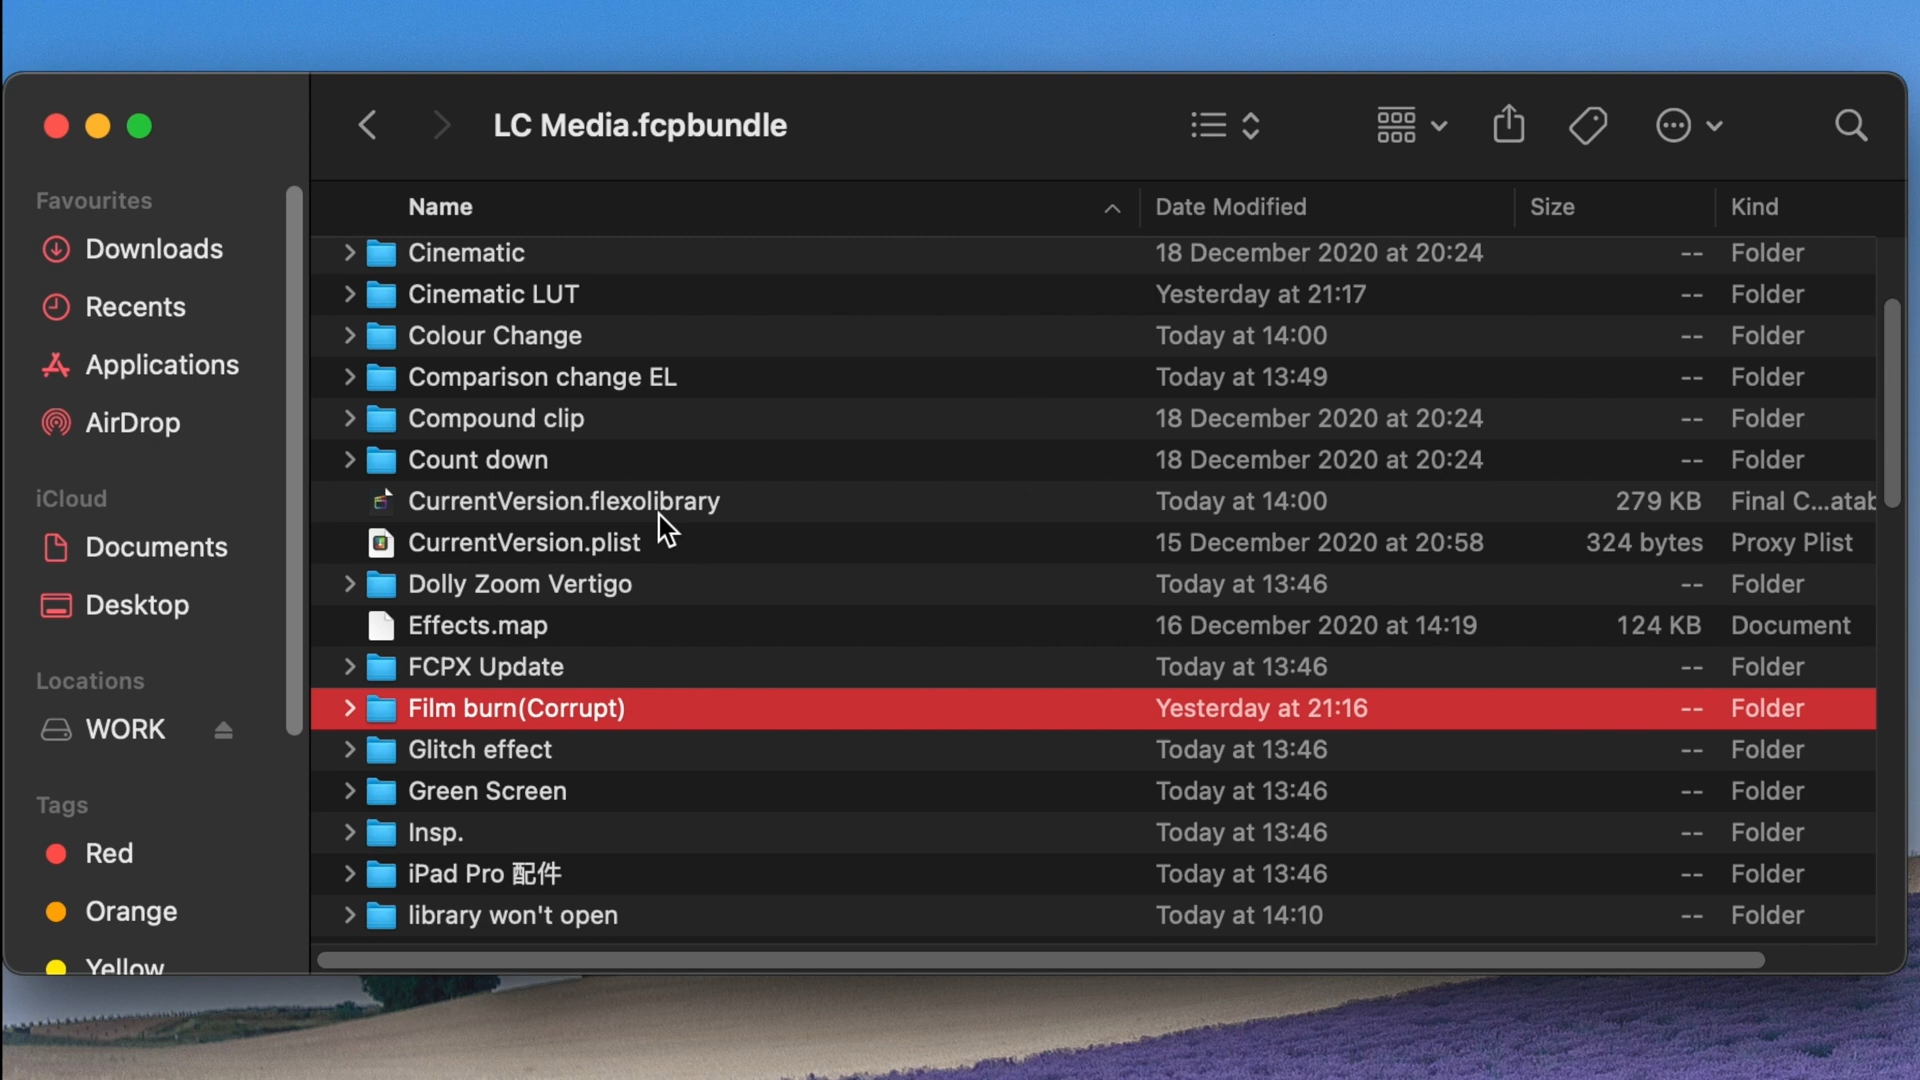 LC Media.fcpbundle
Favourites
Downloads
Recents
Applications
AirDrop
iCloud
Documents
Desktop
Locations
WORK
Tags
Red
Orange
Yellow
Name Date Modified Size Kind
Cinematic 18 December 2020 at 20:24 -- Folder
Cinematic LUT Yesterday at 21:17 -- Folder
Colour Change Today at 14:00 -- Folder
Comparison change EL Today at 13:49 -- Folder
Compound clip 18 December 2020 at 20:24 -- Folder
Count down 18 December 2020 at 20:24 -- Folder
CurrentVersion.flexolibrary Today at 14:00 279 KB Final C...atab
CurrentVersion.plist 15 December 2020 at 20:58 324 bytes Proxy Plist
Dolly Zoom Vertigo Today at 13:46 -- Folder
Effects.map 16 December 2020 at 14:19 124 KB Document
FCPX Update Today at 13:46 -- Folder
Film burn(Corrupt) Yesterday at 21:16 -- Folder
Glitch effect Today at 13:46 -- Folder
Green Screen Today at 13:46 -- Folder
Insp. Today at 13:46 -- Folder
iPad Pro 配件 Today at 13:46 -- Folder
library won't open Today at 14:10 -- Folder